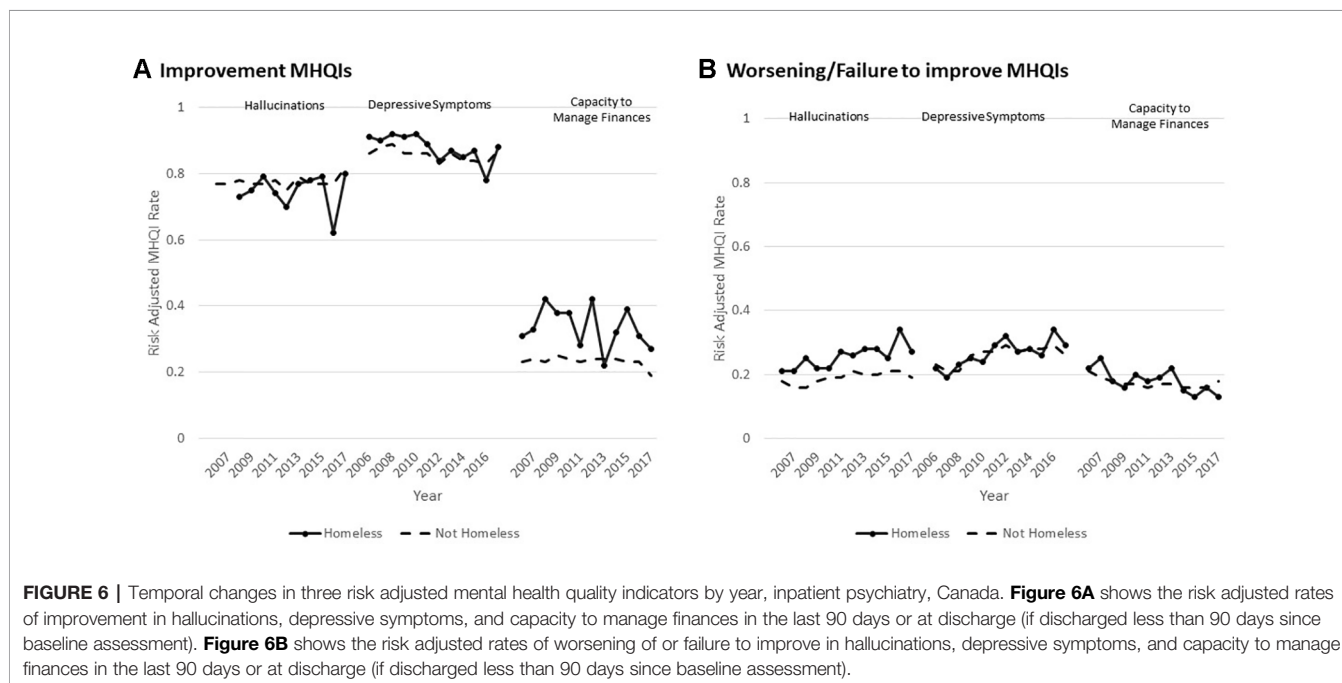 A Improvement MHQIs
Hallucinations
Depressive Symptoms
Capacity to
Manage Finances
Risk Adjusted MHQI Rate
1
0.8
0.6
0.4
0.2
0
2007 2009 2011 2013 2015 2017 2006 2008 2010 2012 2014 2016 2007 2009 2011 2013 2015 2017
Year
Homeless Not Homeless
B Worsening/Failure to improve MHQIs
Hallucinations
Depressive Symptoms
Capacity to
Manage Finances
Risk Adjusted MHQI Rate
1
0.8
0.6
0.4
0.2
0
2007 2009 2011 2013 2015 2017 2006 2008 2010 2012 2014 2016 2007 2009 2011 2013 2015 2017
Year
Homeless Not Homeless
FIGURE 6 | Temporal changes in three risk adjusted mental health quality indicators by year, inpatient psychiatry, Canada. Figure 6A shows the risk adjusted rates
of improvement in hallucinations, depressive symptoms, and capacity to manage finances in the last 90 days or at discharge (if discharged less than 90 days since
baseline assessment). Figure 6B shows the risk adjusted rates of worsening of or failure to improve in hallucinations, depressive symptoms, and capacity to manage
finances in the last 90 days or at discharge (if discharged less than 90 days since baseline assessment).